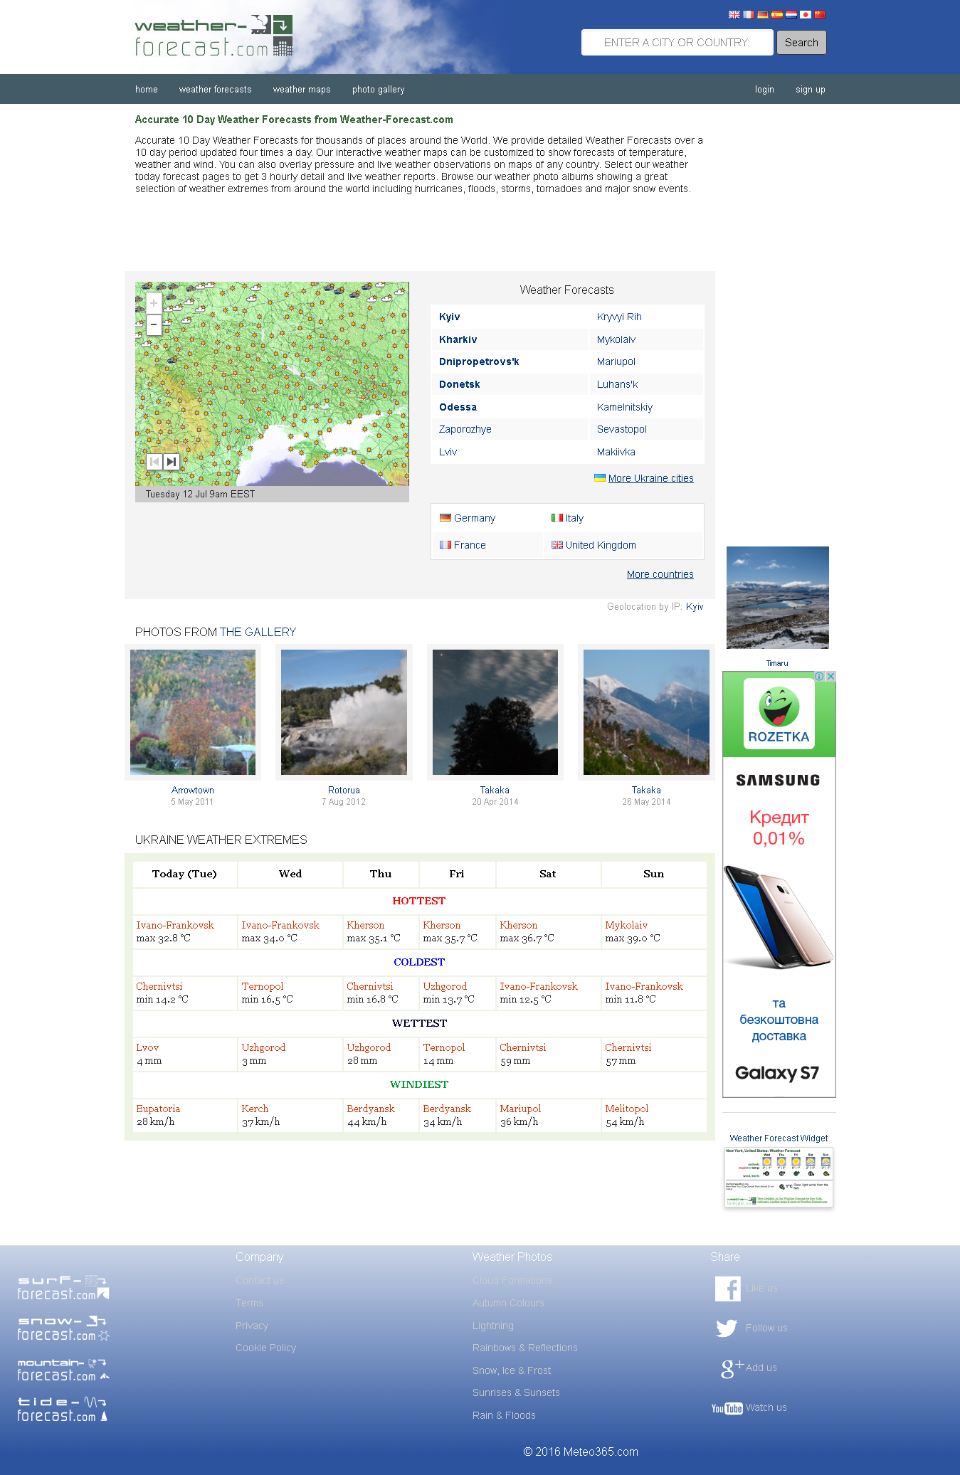 weather-
forecast.com
ENTER A CITY OR COUNTRY:
Search
home
weather forecasts
weather maps
photo gallery
login
sign up
Accurate 10 Day Weather Forecasts from Weather-Forecast.com
Accurate 10 Day Weather Forecasts for thousands of places around the World. We provide detailed Weather Forecasts over a
10 day period updated four times a day. Our interactive weather maps can be customized to show forecasts of temperature,
weather and wind. You can also overlay pressure and live weather observations on maps of any country. Select our weather
today forecast pages to get 3 hourly detail and live weather reports. Browse our weather photo albums showing a great
selection of weather extremes from around the world including hurricanes, floods, storms, tornadoes and major snow events.
+
−
Tuesday 12 Jul 9am EEST
Weather Forecasts
Kyiv Kryvyi Rih
Kharkiv Mykolaiv
Dnipropetrovs'k Mariupol
Donetsk Luhans'k
Odessa Kamelnitskiy
Zaporozhye Sevastopol
Lviv Makiivka
More Ukraine cities
Germany Italy
France United Kingdom
More countries
Geolocation by IP: Kyiv
PHOTOS FROM THE GALLERY
Arrowtown
5 May 2011
Rotorua
7 Aug 2012
Takaka
20 Apr 2014
Takaka
26 May 2014
Timaru
ROZETKA
SAMSUNG
Кредит
0,01%
та
безкоштовна
доставка
Galaxy S7
UKRAINE WEATHER EXTREMES
Today (Tue) Wed Thu Fri Sat Sun
HOTTEST
Ivano-Frankovsk Ivano-Frankovsk Kherson Kherson Kherson Mykolaiv
max 32.8 °C max 34.0 °C max 35.1 °C max 35.7 °C max 36.7 °C max 39.0 °C
COLDEST
Chernivtsi Ternopol Chernivtsi Uzhgorod Ivano-Frankovsk Ivano-Frankovsk
min 14.2 °C min 16.5 °C min 16.8 °C min 13.7 °C min 12.5 °C min 11.8 °C
WETTEST
Lvov Uzhgorod Uzhgorod Ternopol Chernivtsi Chernivtsi
4 mm 3 mm 28 mm 14 mm 59 mm 57 mm
WINDIEST
Eupatoria Kerch Berdyansk Berdyansk Mariupol Melitopol
28 km/h 37 km/h 44 km/h 34 km/h 36 km/h 54 km/h
Weather Forecast Widget
surf-
forecast.com
snow-
forecast.com
mountain-
forecast.com
tide-
forecast.com
Company
Contact us
Terms
Privacy
Cookie Policy
Weather Photos
Cloud Formations
Autumn Colours
Lightning
Rainbows & Reflections
Snow, Ice & Frost
Sunrises & Sunsets
Rain & Floods
Share
Like us
Follow us
Add us
YouTube
Watch us
© 2016 Meteo365.com